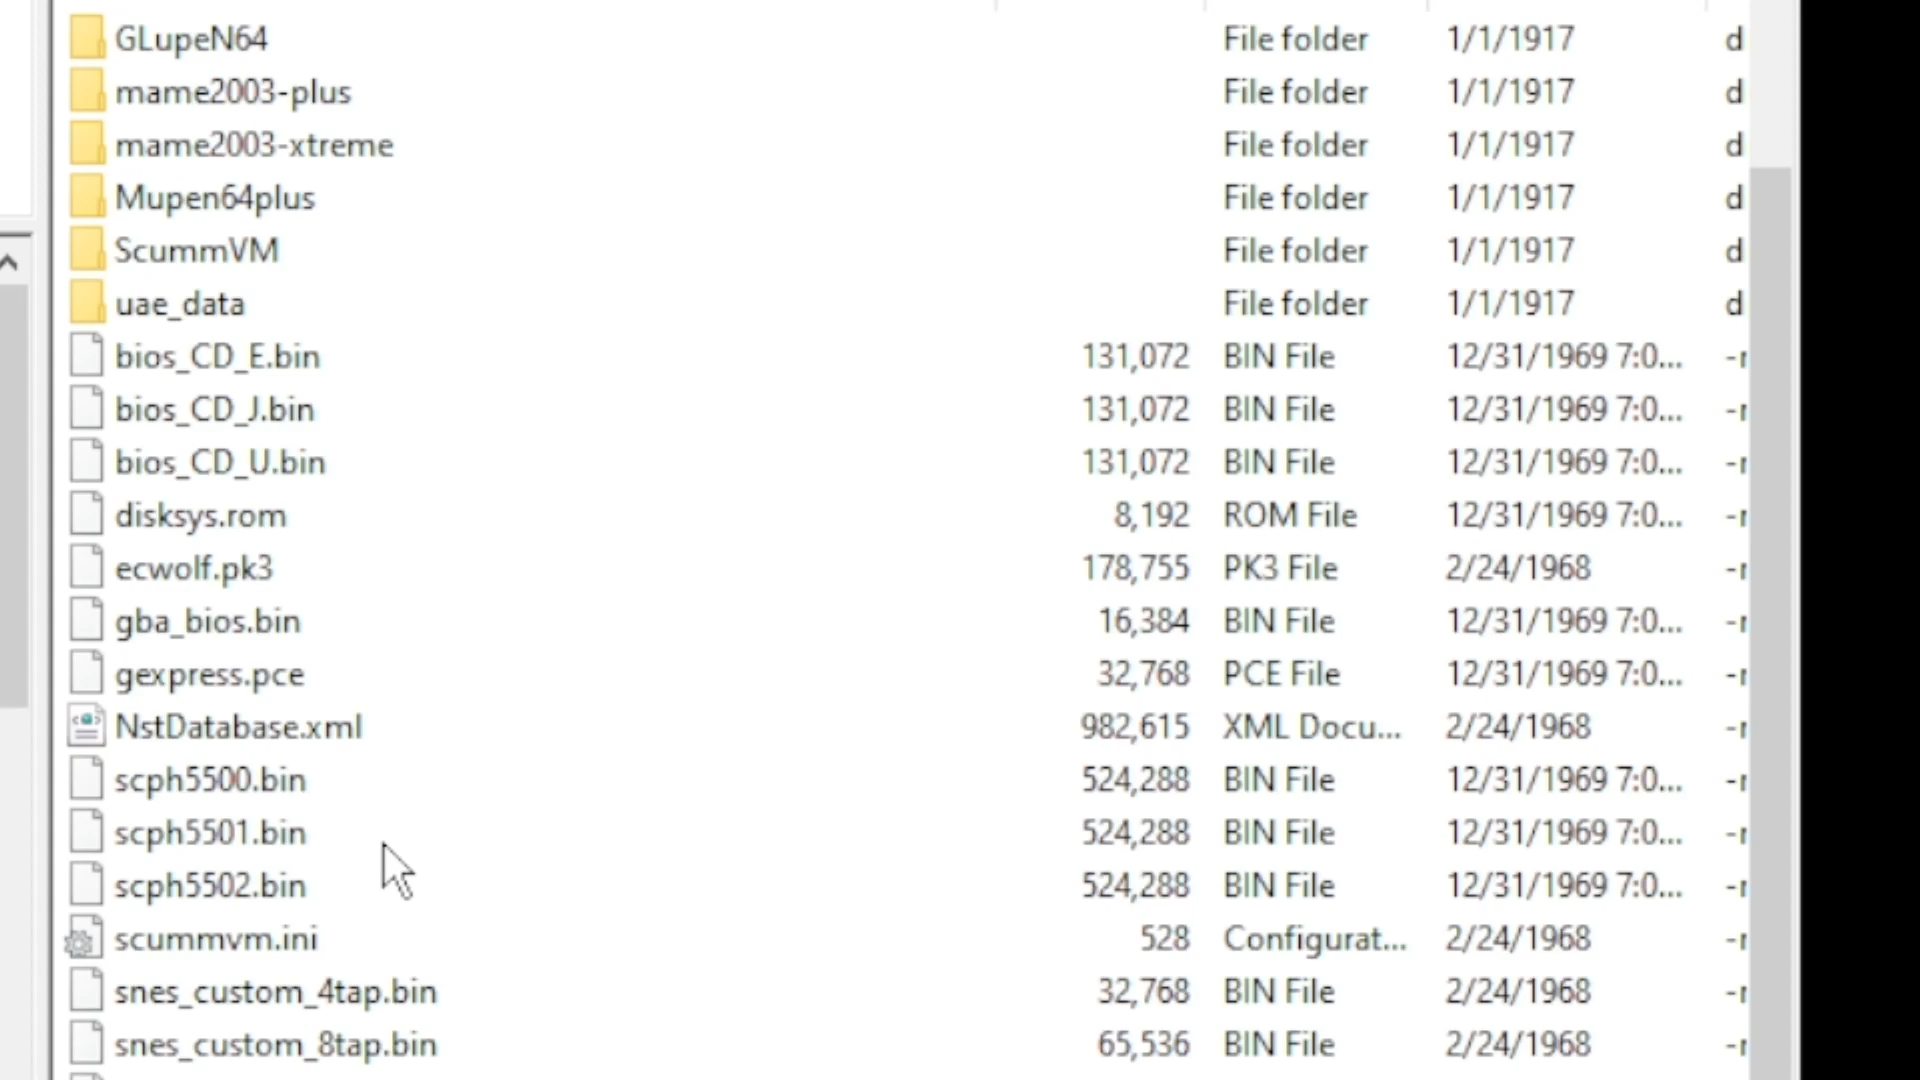 GLupeN64 File folder 1/1/1917 d
mame2003-plus File folder 1/1/1917 d
mame2003-xtreme File folder 1/1/1917 d
Mupen64plus File folder 1/1/1917 d
ScummVM File folder 1/1/1917 d
uae_data File folder 1/1/1917 d
bios_CD_E.bin 131,072 BIN File 12/31/1969 7:0... -r
bios_CD_J.bin 131,072 BIN File 12/31/1969 7:0... -r
bios_CD_U.bin 131,072 BIN File 12/31/1969 7:0... -r
disksys.rom 8,192 ROM File 12/31/1969 7:0... -r
ecwolf.pk3 178,755 PK3 File 2/24/1968 -r
gba_bios.bin 16,384 BIN File 12/31/1969 7:0... -r
gexpress.pce 32,768 PCE File 12/31/1969 7:0... -r
NstDatabase.xml 982,615 XML Docu... 2/24/1968 -r
scph5500.bin 524,288 BIN File 12/31/1969 7:0... -r
scph5501.bin 524,288 BIN File 12/31/1969 7:0... -r
scph5502.bin 524,288 BIN File 12/31/1969 7:0... -r
scummvm.ini 528 Configurat... 2/24/1968 -r
snes_custom_4tap.bin 32,768 BIN File 2/24/1968 -r
snes_custom_8tap.bin 65,536 BIN File 2/24/1968 -r